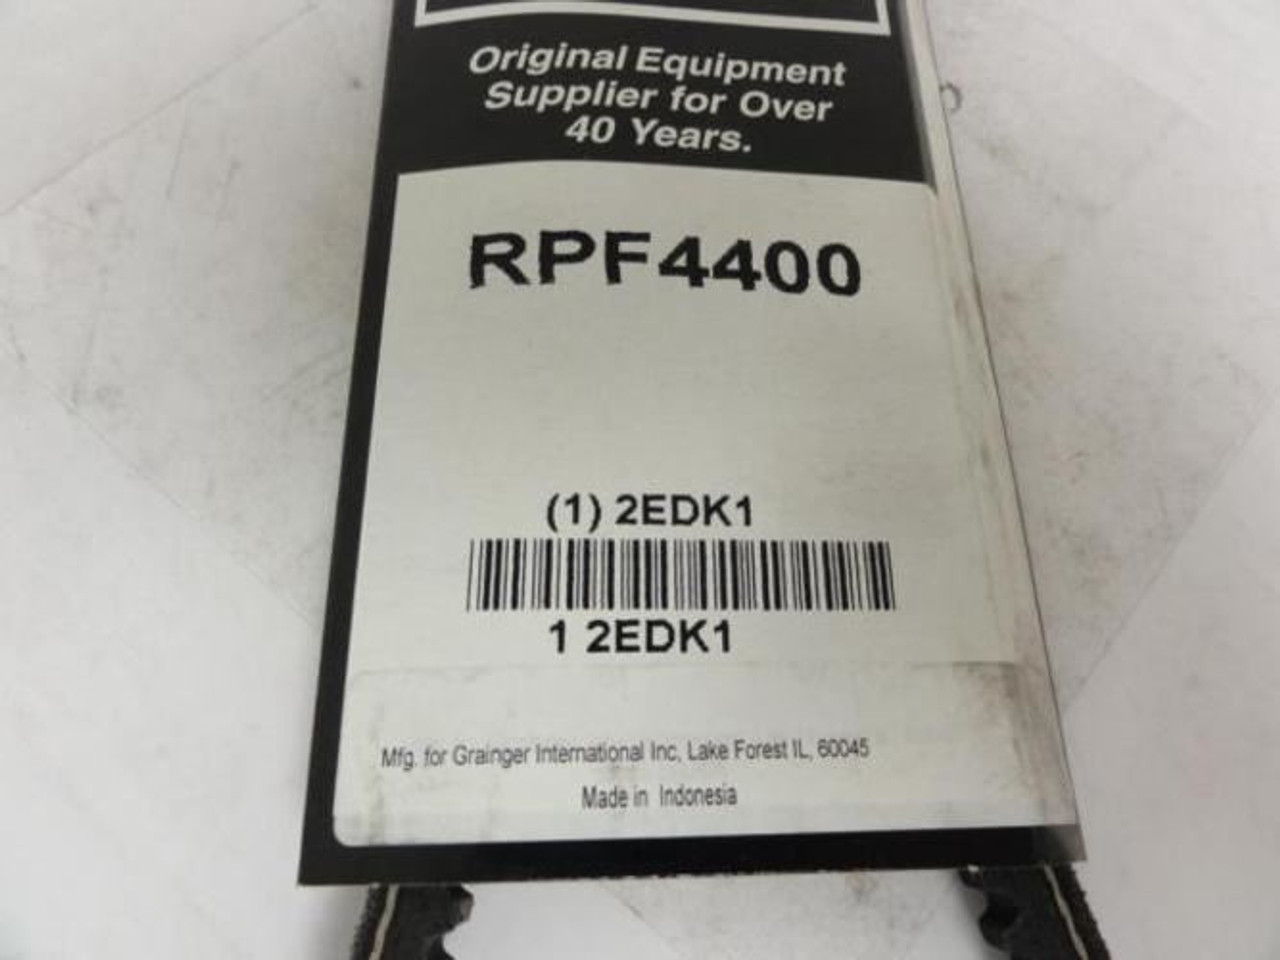 Original Equipment
Supplier for Over
40 Years.
RPF4400
(1) 2EDK1
1 2EDK1
Mfg. for Grainger International Inc, Lake Forest IL, 60045
Made in Indonesia